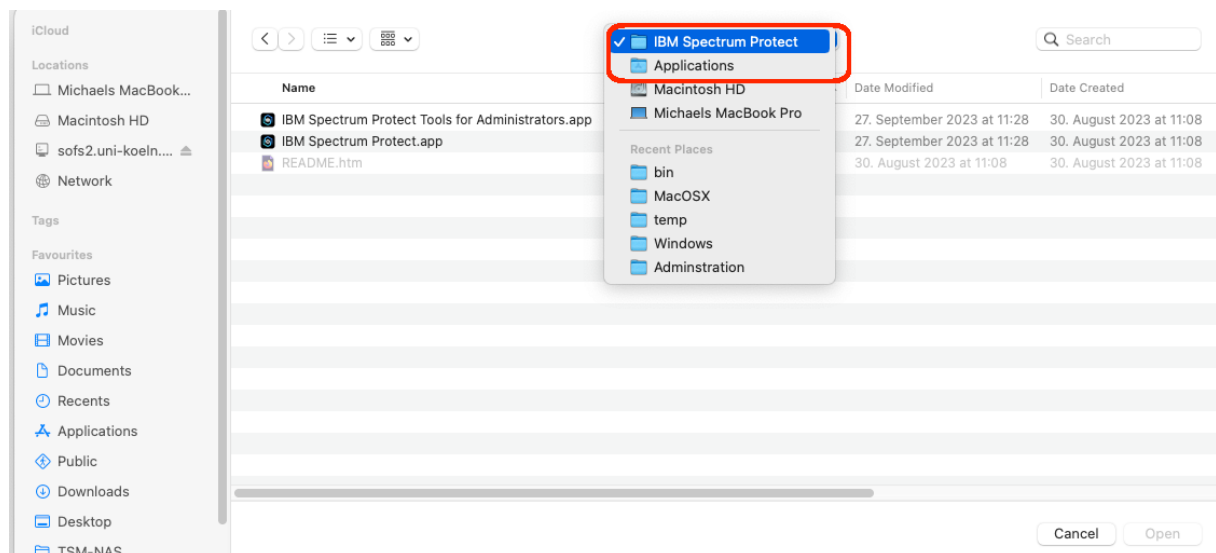 iCloud
Locations
Michaels MacBook...
Macintosh HD
sofs2.uni-koeln....
Network
Tags
Favourites
Pictures
Music
Movies
Documents
Recents
Applications
Public
Downloads
Desktop
TSM-NAS
IBM Spectrum Protect
Applications
Macintosh HD
Michaels MacBook Pro
Recent Places
bin
MacOSX
temp
Windows
Adminstration
Search
Name
Date Modified
Date Created
IBM Spectrum Protect Tools for Administrators.app
27. September 2023 at 11:28
30. August 2023 at 11:08
IBM Spectrum Protect.app
27. September 2023 at 11:28
30. August 2023 at 11:08
README.htm
30. August 2023 at 11:08
30. August 2023 at 11:08
Cancel
Open